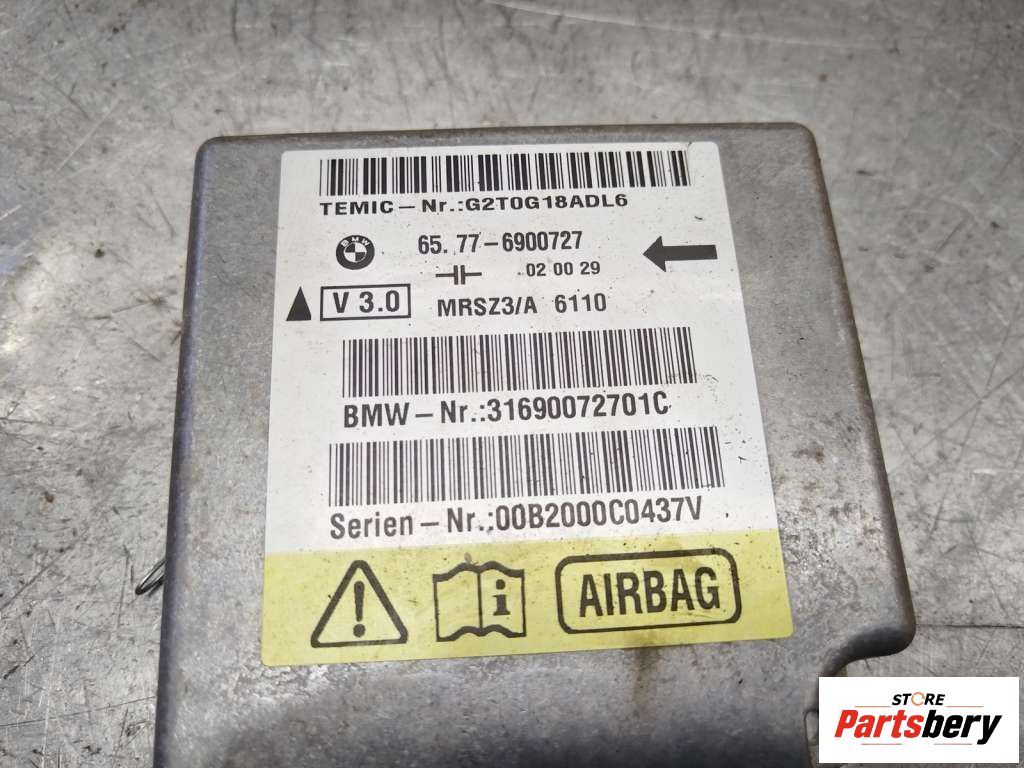 TEMIC-Nr.:G2T0G18ADL6
BMW
65.77-6900727
02 00 29
V 3.0
MRSZ3/A 6110
BMW-Nr.:31690072701C
Serien-Nr.:00B2000C0437V
! i AIRBAG
STORE
Partsbery